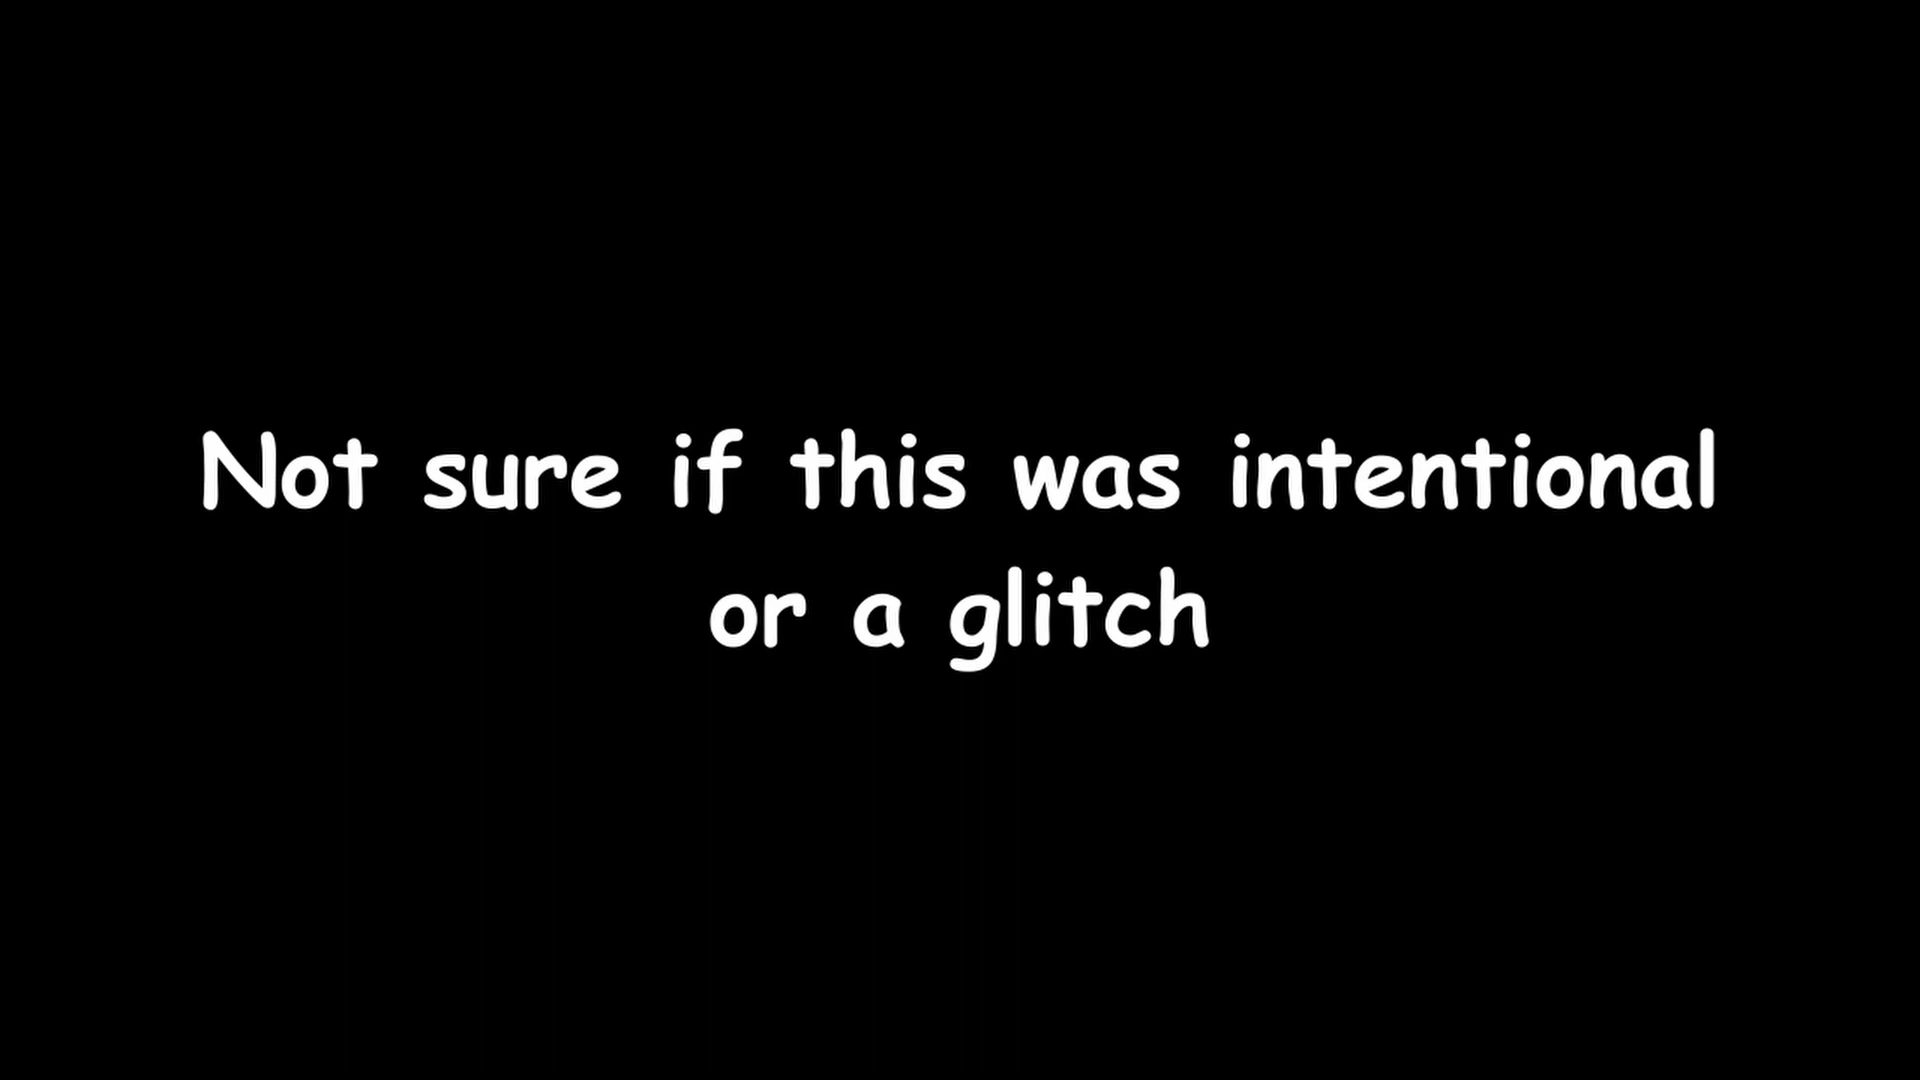 Not sure if this was intentional
or a glitch